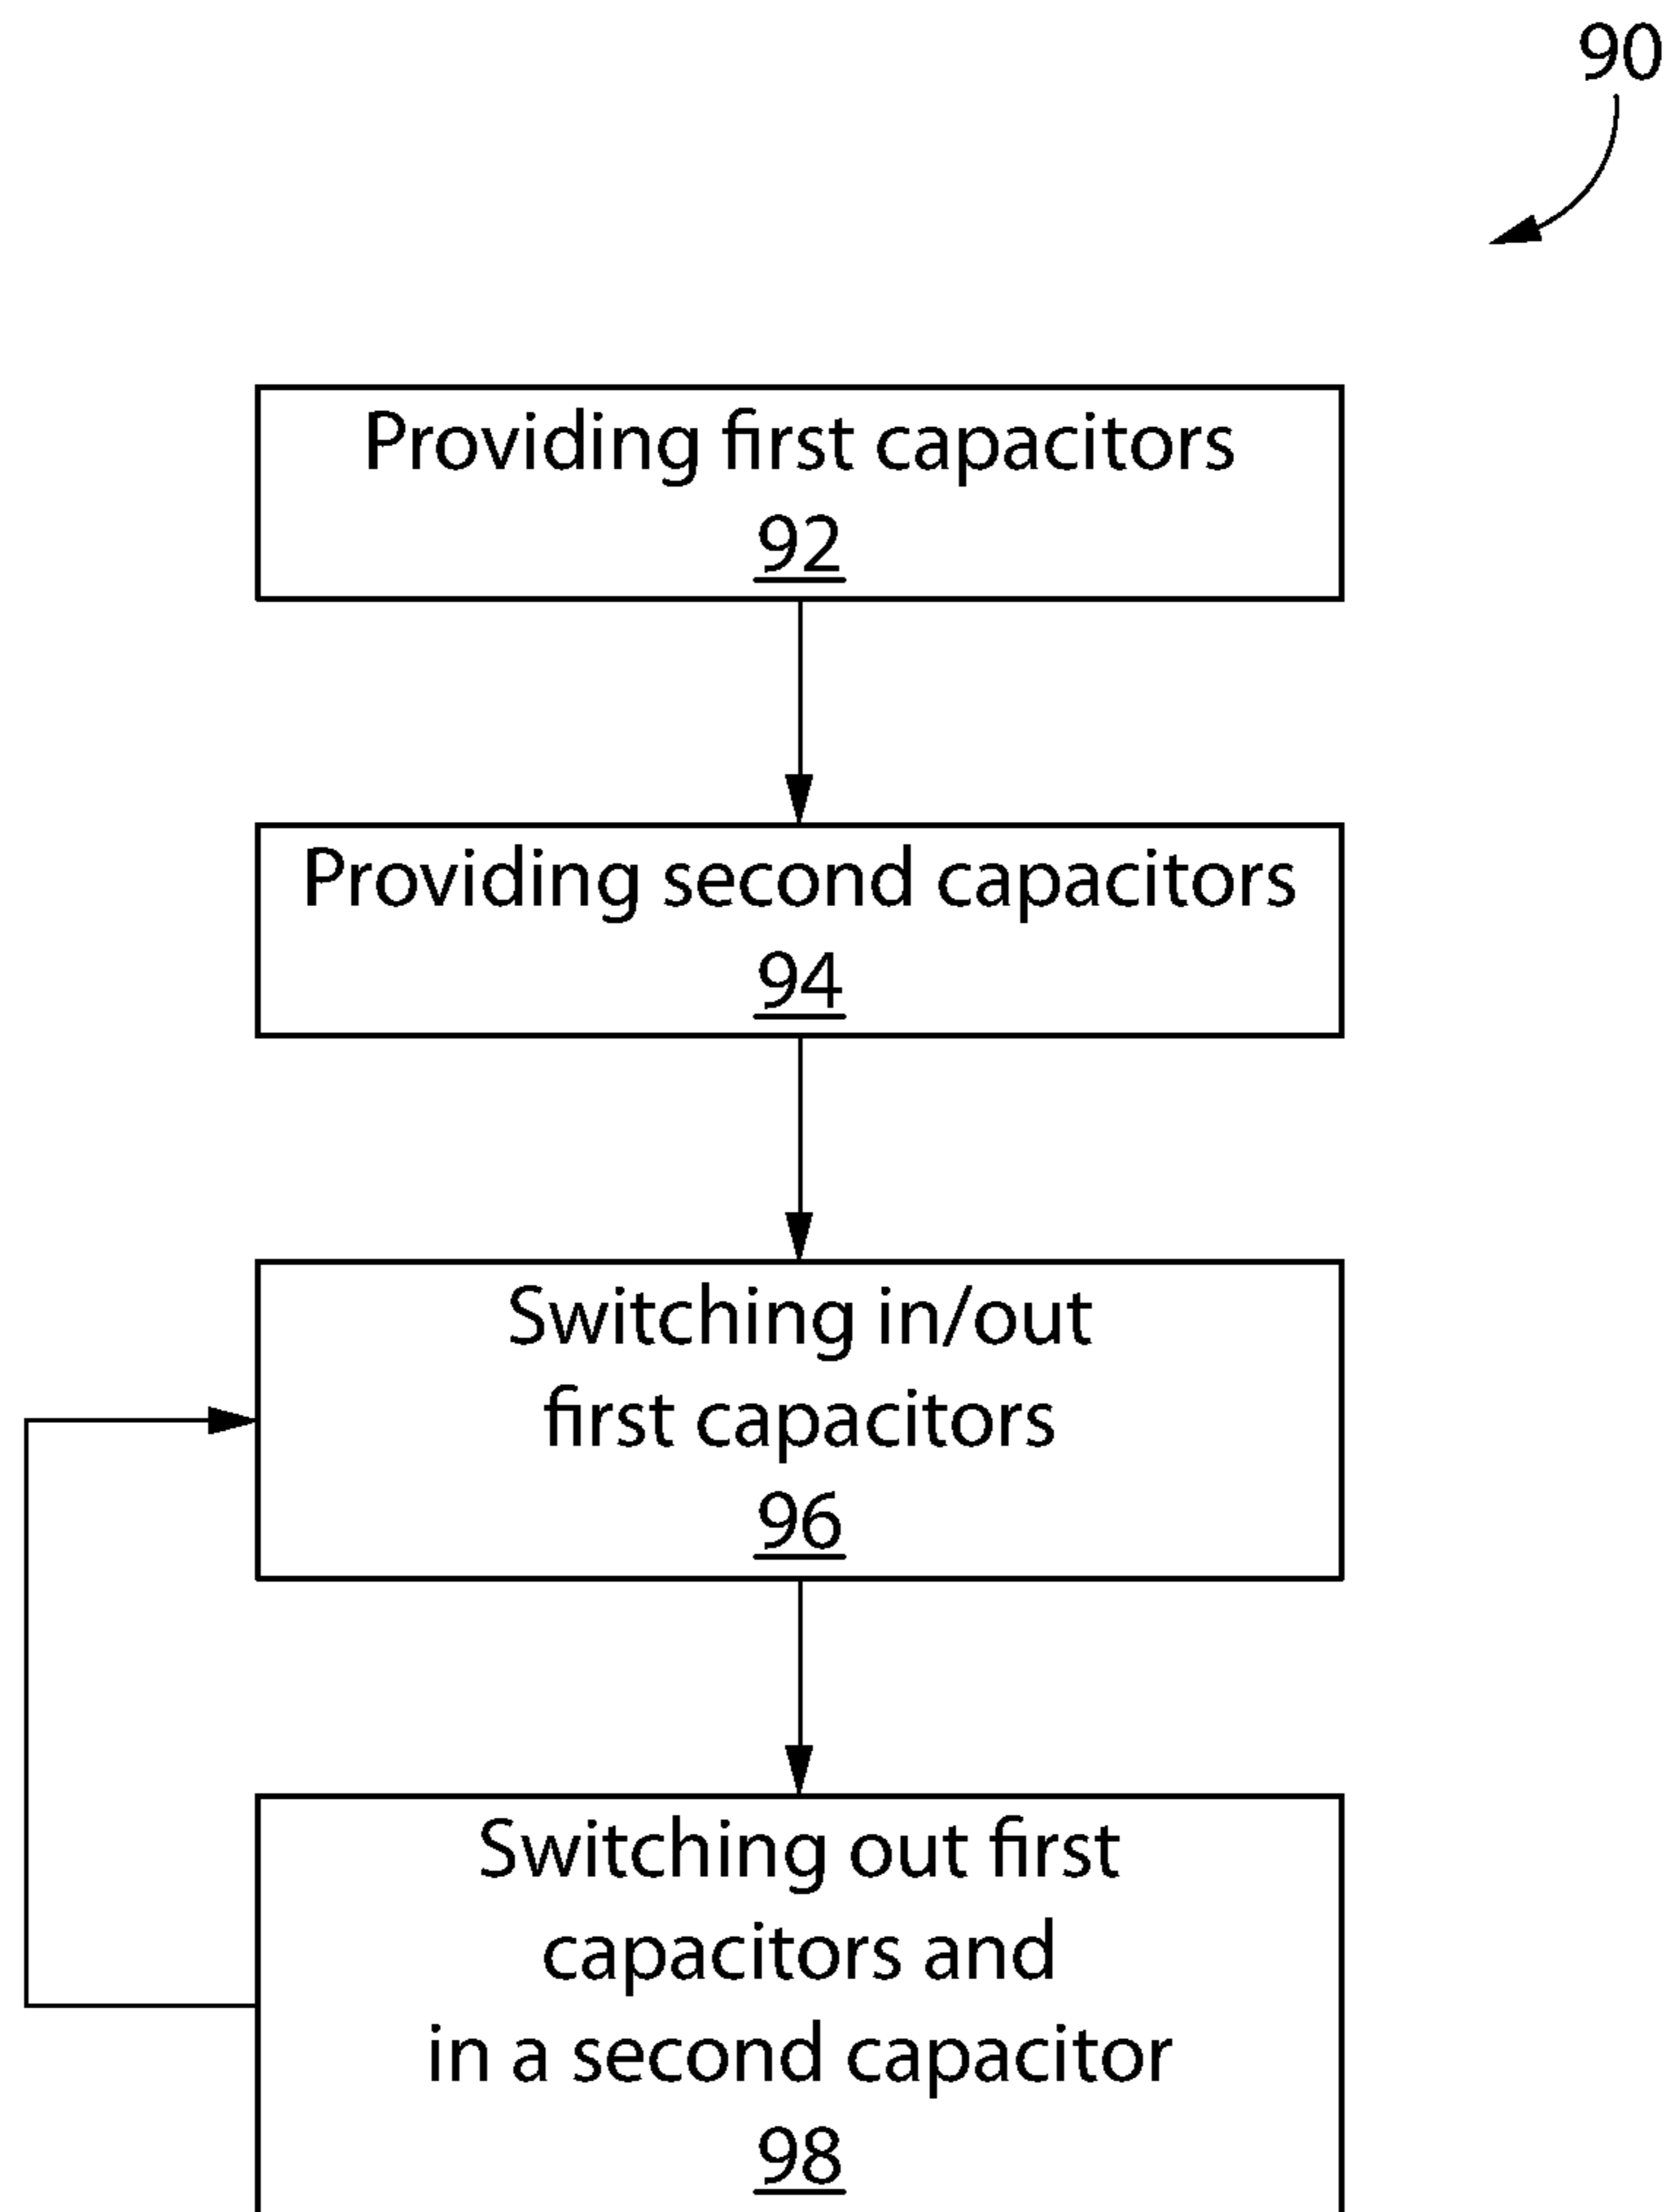 90
Providing first capacitors
92
Providing second capacitors
94
Switching in/out
first capacitors
96
Switching out first
capacitors and
in a second capacitor
98